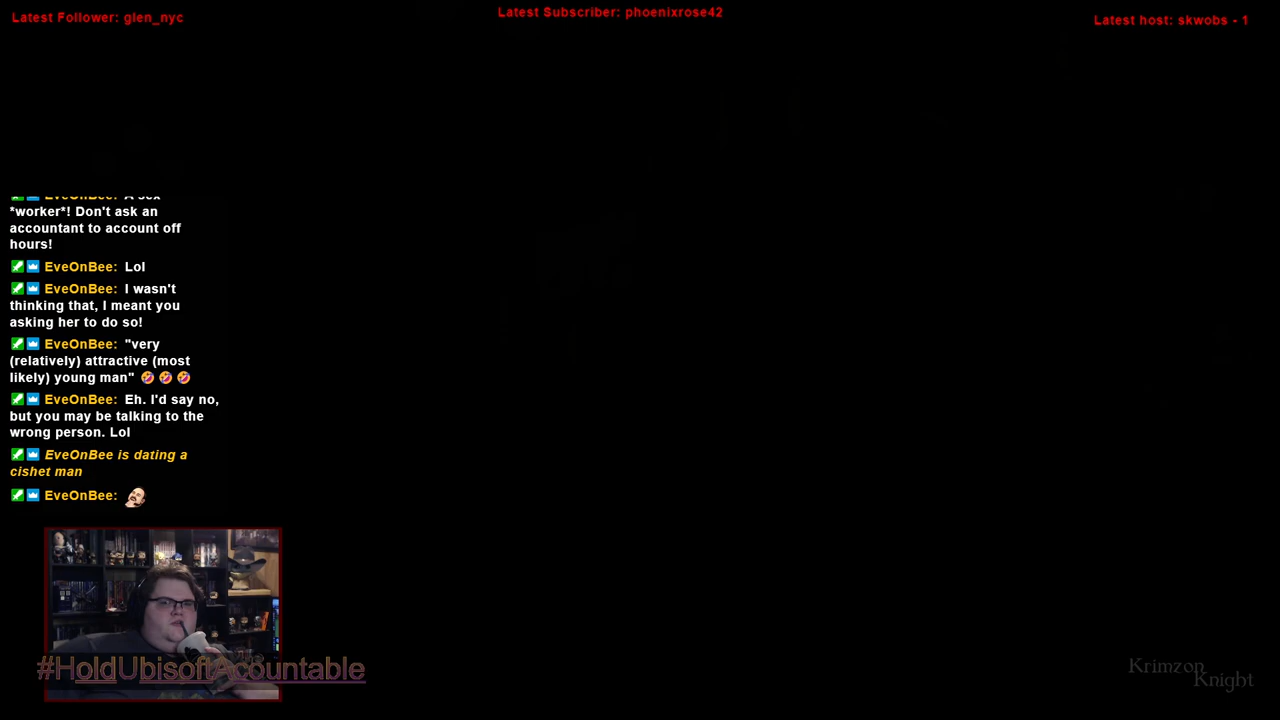 Latest Follower: glen_nyc
Latest Subscriber: phoenixrose42
Latest host: skwobs - 1
EveOnBee: A sex
*worker*! Don't ask an
accountant to account off
hours!
EveOnBee: Lol
EveOnBee: I wasn't
thinking that, I meant you
asking her to do so!
EveOnBee: "very
(relatively) attractive (most
likely) young man" 🤣 🤣 🤣
EveOnBee: Eh. I'd say no,
but you may be talking to the
wrong person. Lol
EveOnBee is dating a
cishet man
EveOnBee:
#HoldUbisoftAcountable
Krimzon
Knight